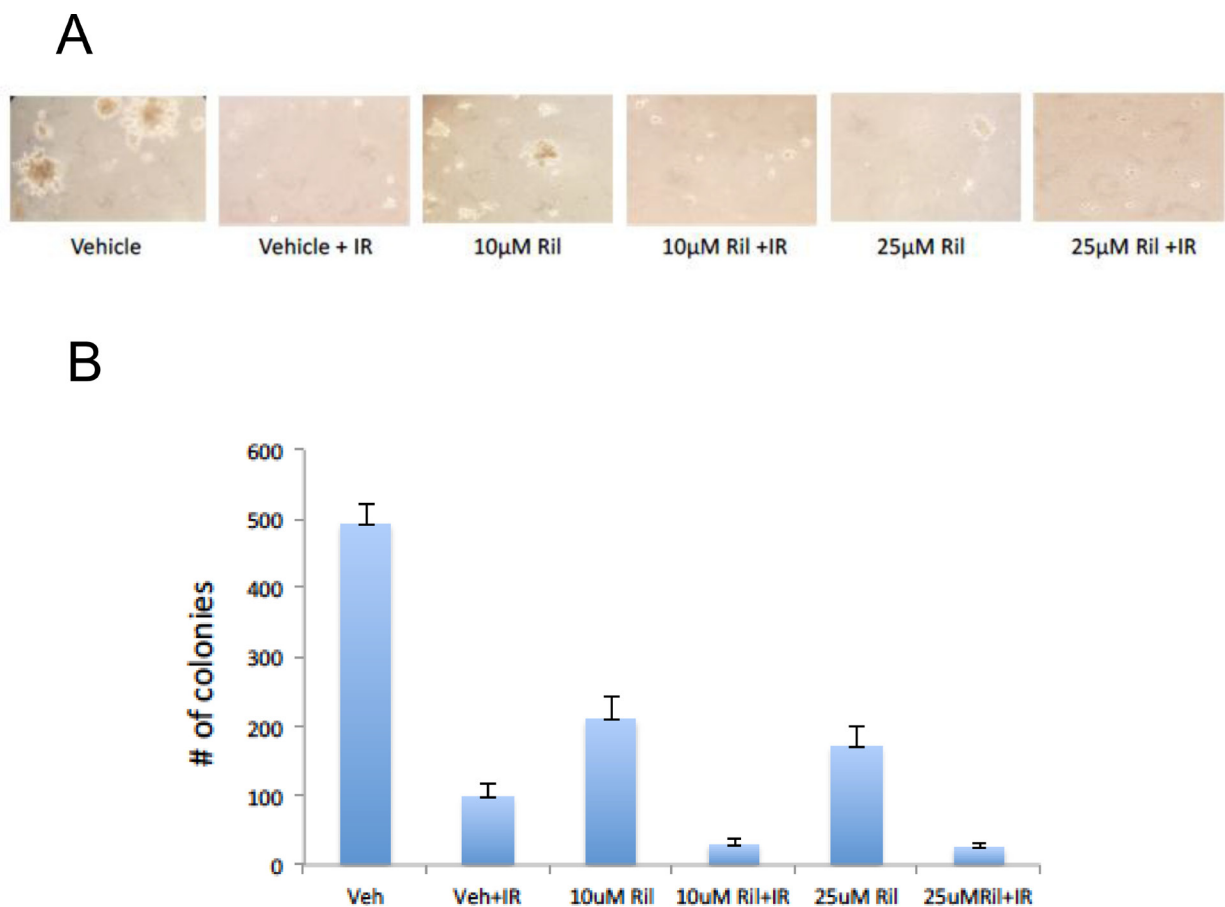 A
Vehicle
Vehicle + IR
10µM Ril
10µM Ril +IR
25µM Ril
25µM Ril +IR
B
# of colonies
600
500
400
300
200
100
0
Veh
Veh+IR
10uM Ril
10uM Ril+IR
25uM Ril
25uMRil+IR